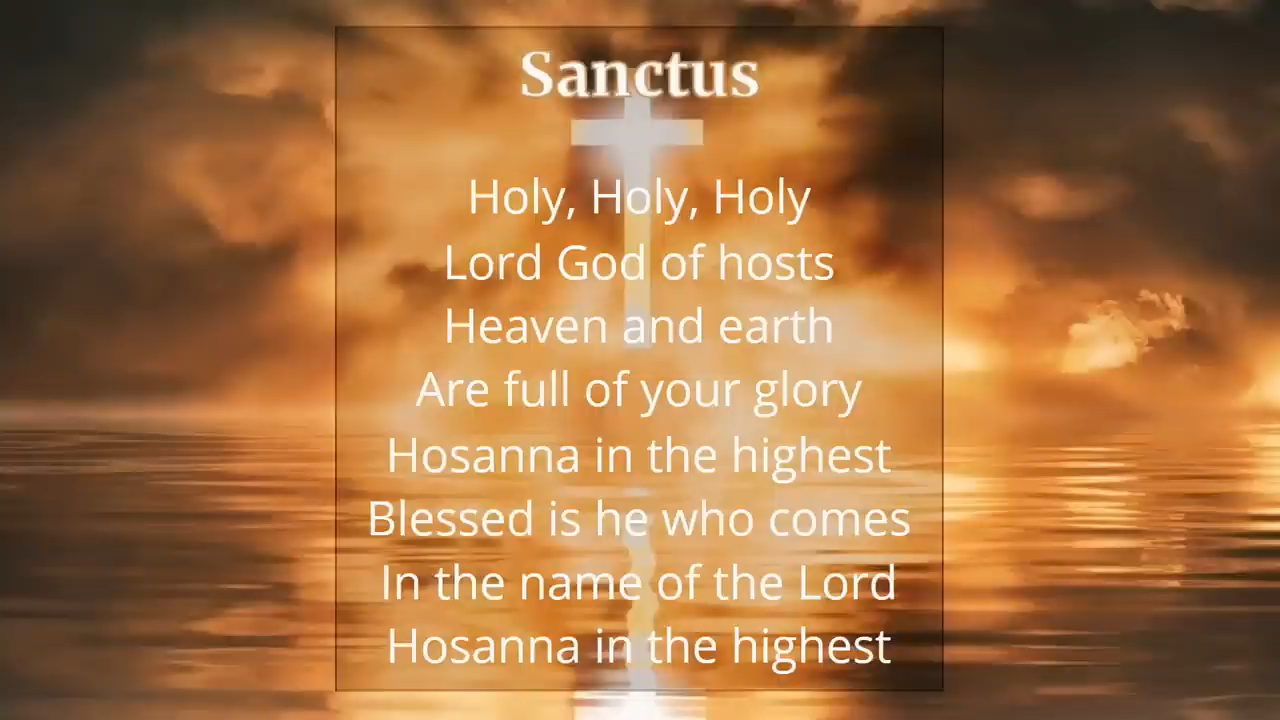 Sanctus
Holy, Holy, Holy
Lord God of hosts
Heaven and earth
Are full of your glory
Hosanna in the highest
Blessed is he who comes
In the name of the Lord
Hosanna in the highest